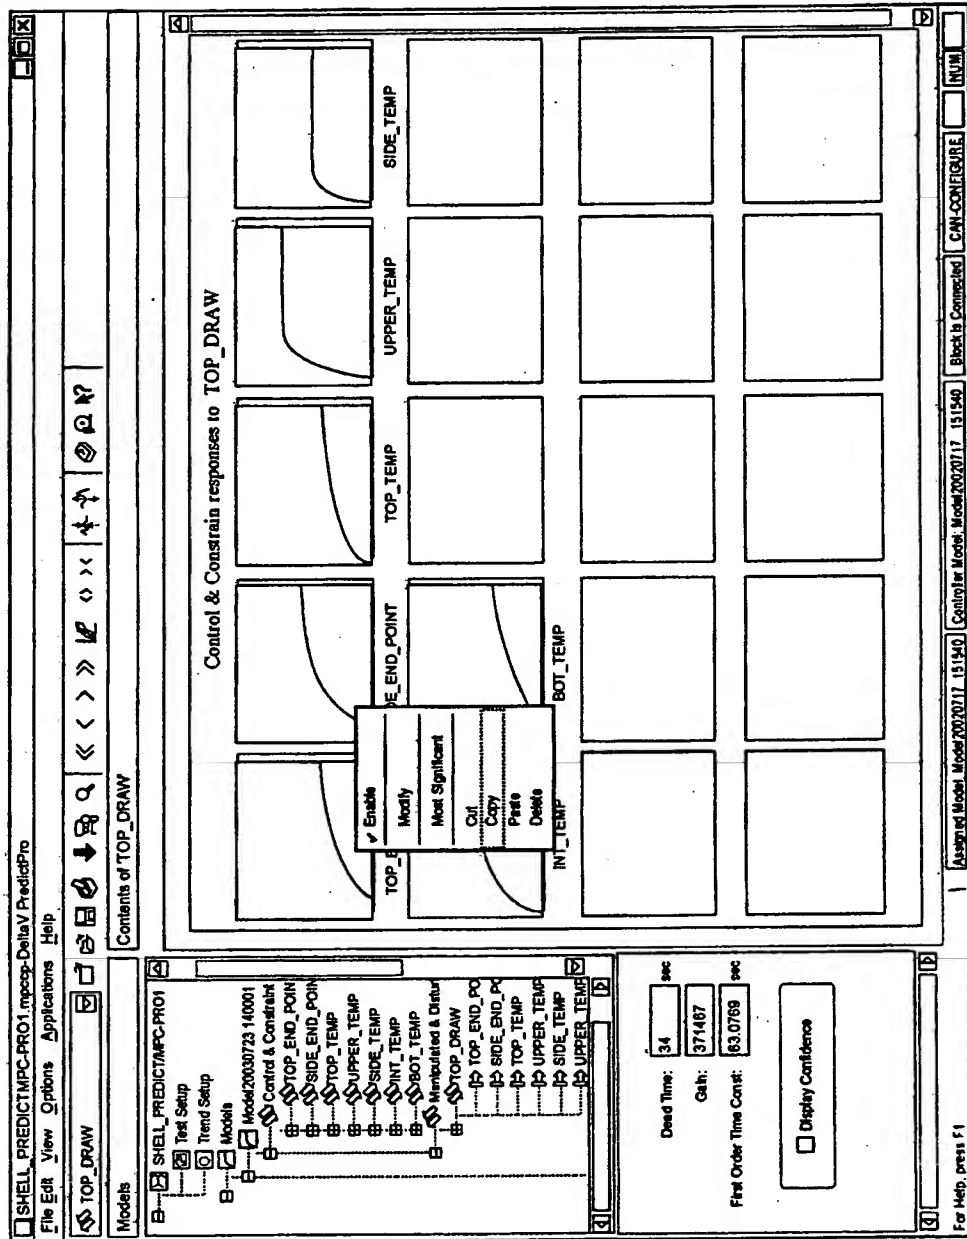 SHELL_PREDICTMPC-PRO1.mpccp-DeltaV PredictPro
File Edit View Options Applications Help
TOP_DRAW
Models
Contents of 'TOP_DRAW'
SHELL_PREDICT/MPC-PRO1
Test Setup
Trend Setup
Models
Model20030723 140001
Control & Constraint
TOP_END_POIN
SIDE_END_POIN
TOP_TEMP
UPPER_TEMP
SIDE_TEMP
INT_TEMP
BOT_TEMP
Manipulated & Distur
TOP_DRAW
TOP_END_PO
SIDE_END_PO
TOP_TEMP
UPPER_TEMP
SIDE_TEMP
UPPER_TEMP
Dead Time: 34 sec
Gain: 371467
First Order Time Const: 63.0769 sec
Display Confidence
Control & Constrain responses to TOP_DRAW
TOP_E
DE_END_POINT
TOP_TEMP
UPPER_TEMP
SIDE_TEMP
✓ Enable
Modify
Most Significant
Cut
Copy
Paste
Delete
INT_TEMP
BOT_TEMP
For Help, press F1
Assigned Model, Model20020717 151540
Controller Model; Model20020717 151540
Block Is Connected
CAN-CONFIGURE
NUM